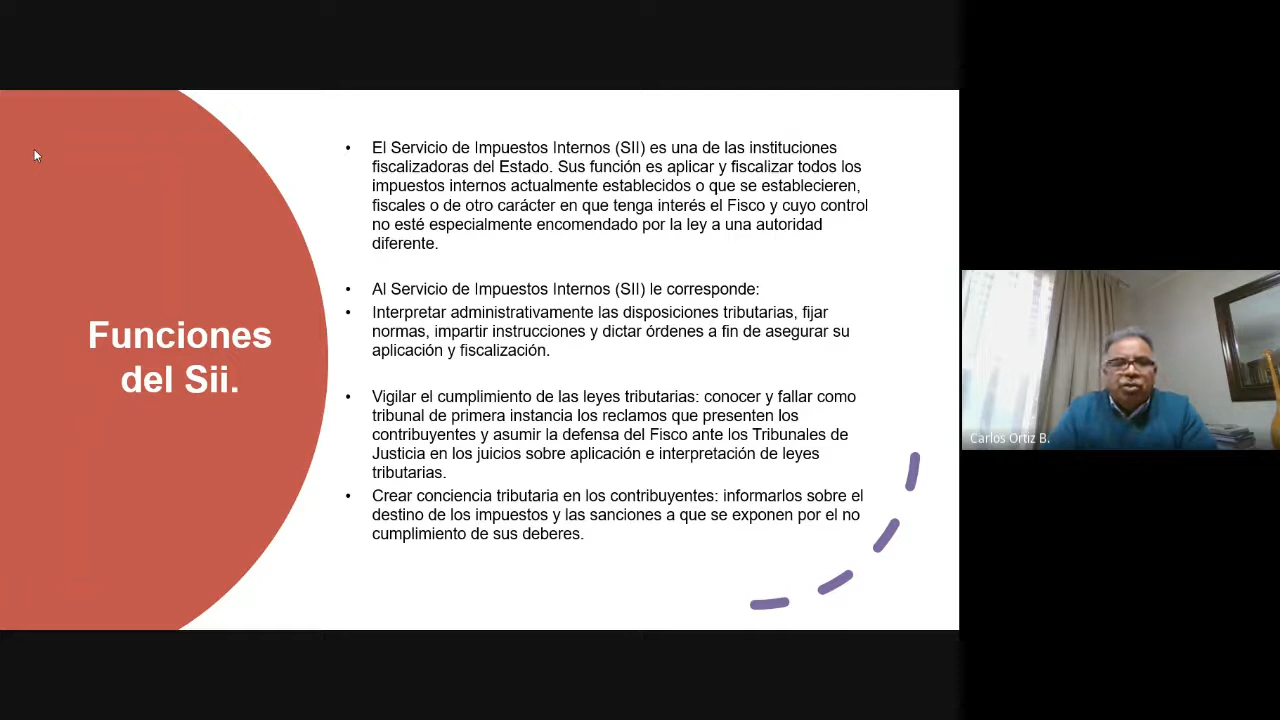 Funciones
del Sii.
• El Servicio de Impuestos Internos (SII) es una de las instituciones
fiscalizadoras del Estado. Sus función es aplicar y fiscalizar todos los
impuestos internos actualmente establecidos o que se establecieren,
fiscales o de otro carácter en que tenga interés el Fisco y cuyo control
no esté especialmente encomendado por la ley a una autoridad
diferente.
• Al Servicio de Impuestos Internos (SII) le corresponde:
• Interpretar administrativamente las disposiciones tributarias, fijar
normas, impartir instrucciones y dictar órdenes a fin de asegurar su
aplicación y fiscalización.
• Vigilar el cumplimiento de las leyes tributarias: conocer y fallar como
tribunal de primera instancia los reclamos que presenten los
contribuyentes y asumir la defensa del Fisco ante los Tribunales de
Justicia en los juicios sobre aplicación e interpretación de leyes
tributarias.
• Crear conciencia tributaria en los contribuyentes: informarlos sobre el
destino de los impuestos y las sanciones a que se exponen por el no
cumplimiento de sus deberes.
Carlos Ortiz B.